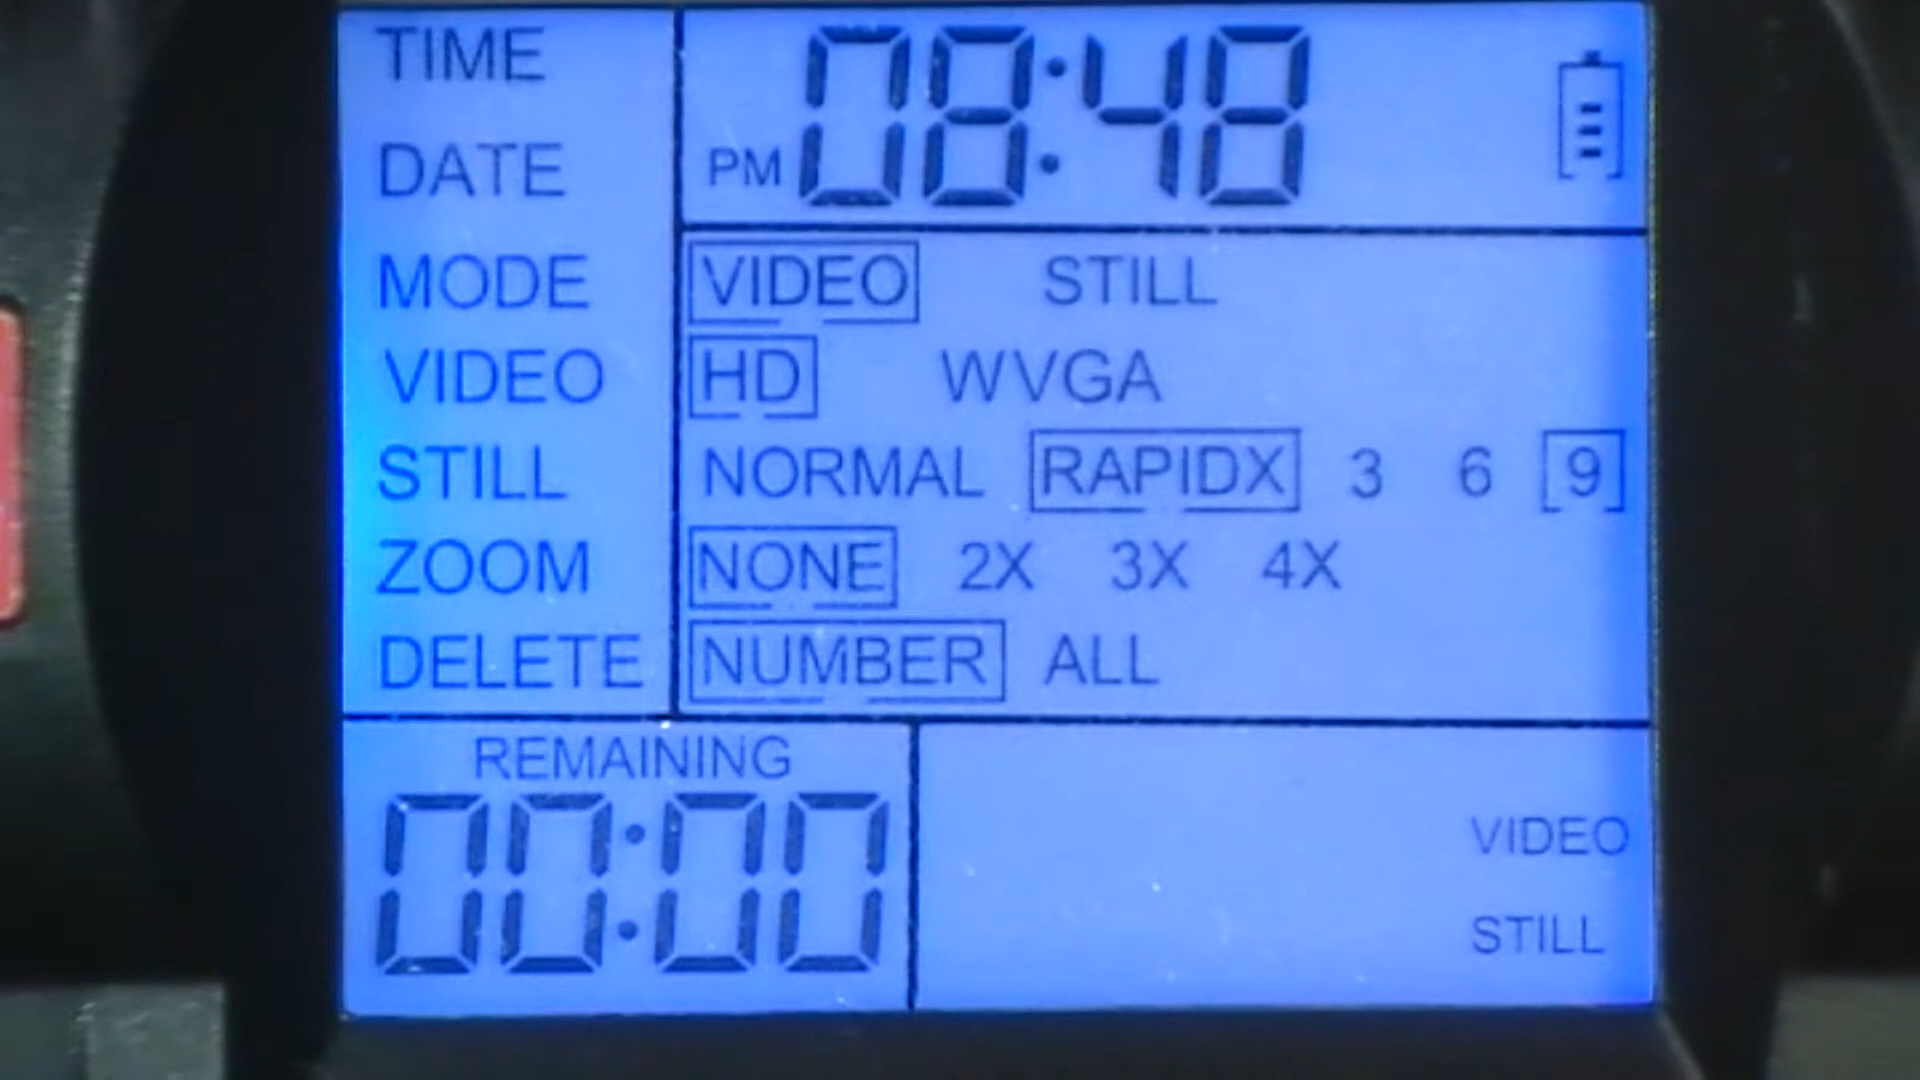 TIME
PM 08:48
DATE
MODE VIDEO STILL
VIDEO HD WVGA
STILL NORMAL RAPIDX 3 6 9
ZOOM NONE 2X 3X 4X
DELETE NUMBER ALL
REMAINING
00:00
VIDEO
STILL